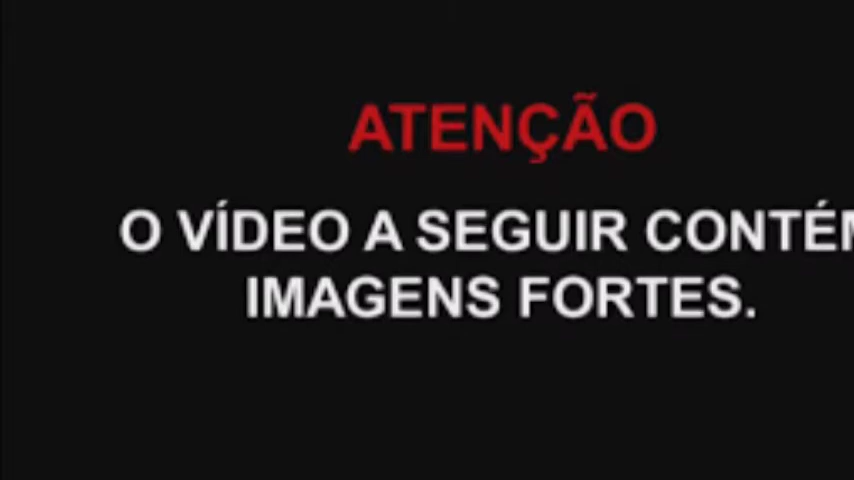 ATENÇÃO
O VÍDEO A SEGUIR CONTÉM
IMAGENS FORTES.